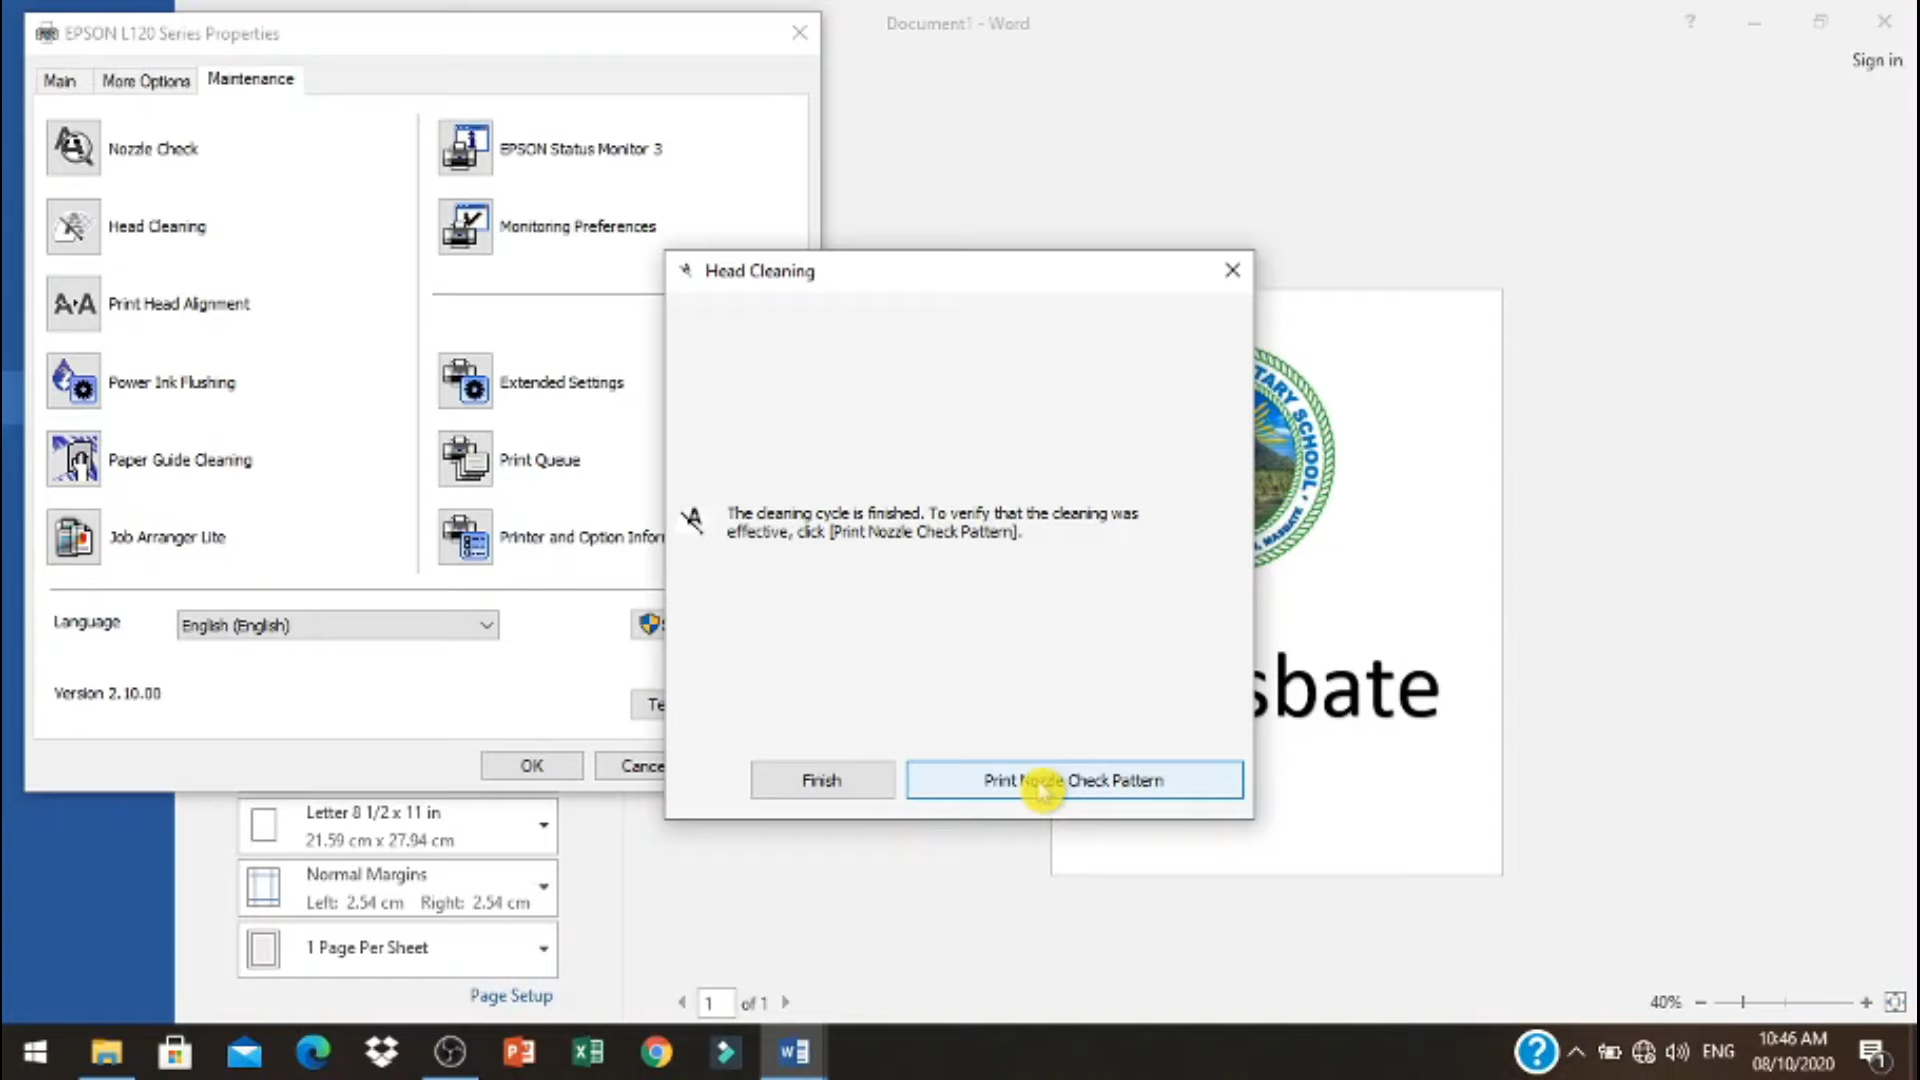 EPSON L120 Series Properties
Document1 - Word
Sign in
Main
More Options
Maintenance
Nozzle Check
Head Cleaning
Print Head Alignment
Power Ink Flushing
Paper Guide Cleaning
Job Arranger Lite
EPSON Status Monitor 3
Monitoring Preferences
Extended Settings
Print Queue
Printer and Option Infor
Language
English (English)
Version 2.10.00
Te
OK
Cance
Head Cleaning
The cleaning cycle is finished. To verify that the cleaning was
effective, click [Print Nozzle Check Pattern].
Finish
Print Nozzle Check Pattern
TARY SCHOOL
MASBATE
sbate
Letter 8 1/2 x 11 in
21.59 cm x 27.94 cm
Normal Margins
Left: 2.54 cm Right: 2.54 cm
1 Page Per Sheet
Page Setup
1 of 1
40%
ENG
10:46 AM
08/10/2020
1